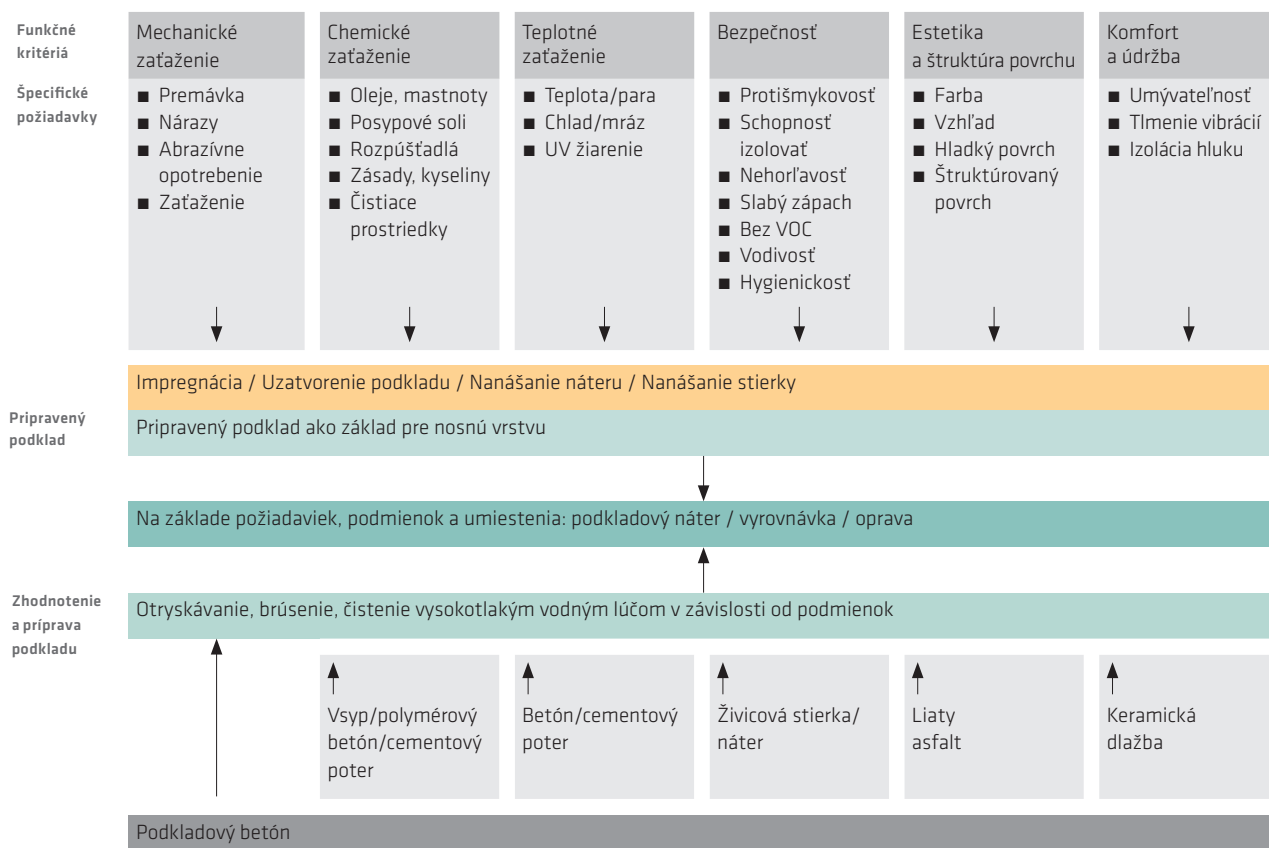 Funkčné
kritériá
Mechanické
zaťaženie
Chemické
zaťaženie
Teplotné
zaťaženie
Bezpečnosť
Estetika
a štruktúra povrchu
Komfort
a údržba
Špecifické
požiadavky
■ Premávka
■ Nárazy
■ Abrazívne
opotrebenie
■ Zaťaženie
■ Oleje, mastnoty
■ Posypové soli
■ Rozpúšťadlá
■ Zásady, kyseliny
■ Čistiace
prostriedky
■ Teplota/para
■ Chlad/mráz
■ UV žiarenie
■ Protišmykovosť
■ Schopnosť
izolovať
■ Nehorľavosť
■ Slabý zápach
■ Bez VOC
■ Vodivosť
■ Hygienickosť
■ Farba
■ Vzhľad
■ Hladký povrch
■ Štruktúrovaný
povrch
■ Umývateľnosť
■ Tlmenie vibrácií
■ Izolácia hluku
Impregnácia / Uzatvorenie podkladu / Nanášanie náteru / Nanášanie stierky
Pripravený
podklad
Pripravený podklad ako základ pre nosnú vrstvu
Na základe požiadaviek, podmienok a umiestenia: podkladový náter / vyrovnávka / oprava
Zhodnotenie
a príprava
podkladu
Otryskávanie, brúsenie, čistenie vysokotlakým vodným lúčom v závislosti od podmienok
Vsyp/polymérový
betón/cementový
poter
Betón/cementový
poter
Živicová stierka/
náter
Liaty
asfalt
Keramická
dlažba
Podkladový betón